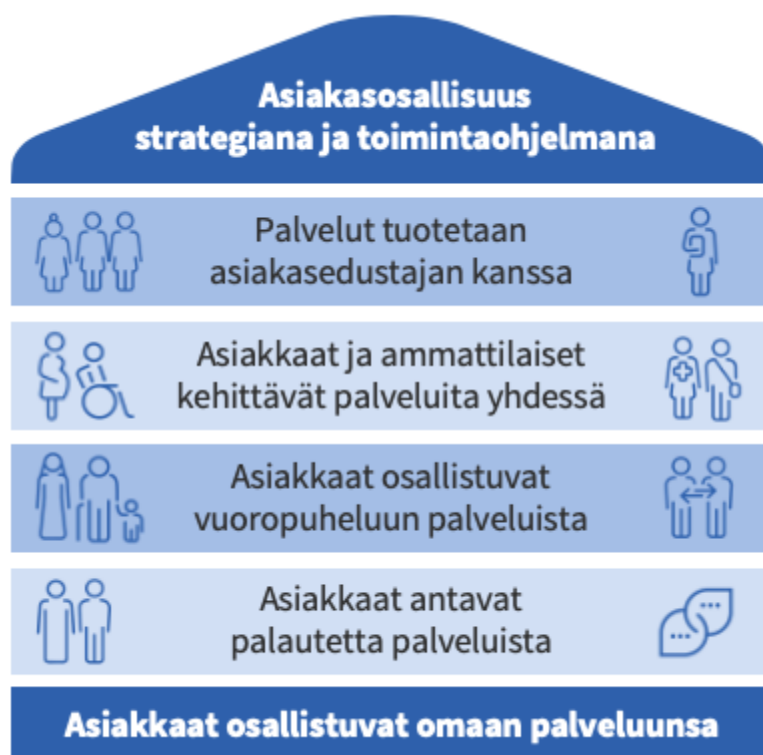 Asiakasosallisuus
strategiana ja toimintaohjelmana
Palvelut tuotetaan
asiakasedustajan kanssa
Asiakkaat ja ammattilaiset
kehittävät palveluita yhdessä
Asiakkaat osallistuvat
vuoropuheluun palveluista
Asiakkaat antavat
palautetta palveluista
Asiakkaat osallistuvat omaan palveluunsa